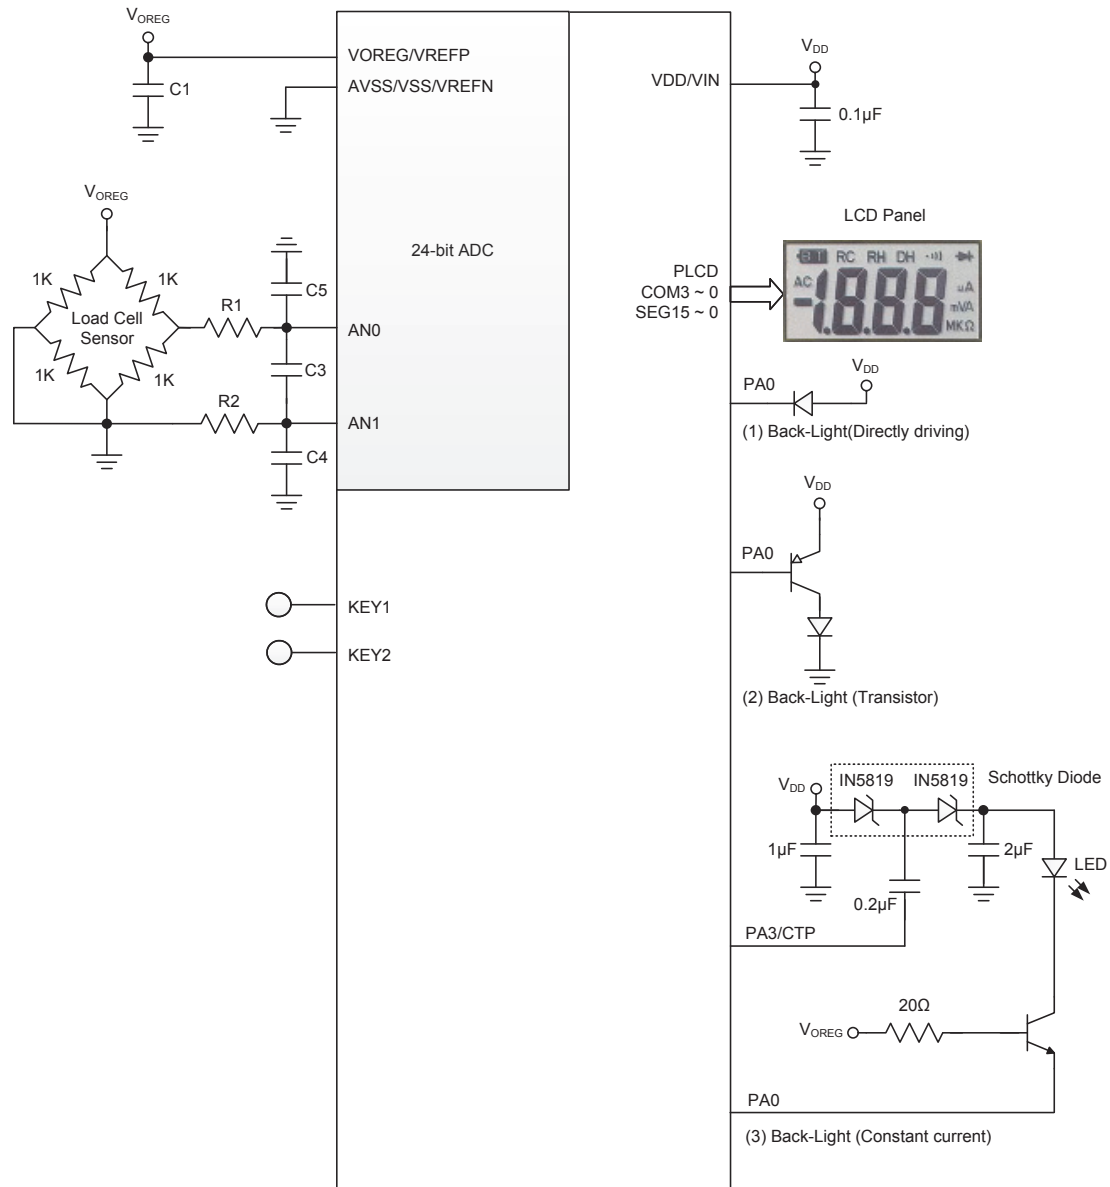 VOREG
VOREG/VREFP
C1
AVSS/VSS/VREFN
VDD
VDD/VIN
0.1µF
VOREG
1K
1K
Load Cell
Sensor
1K
1K
R1
R2
C5
C3
C4
24-bit ADC
AN0
AN1
LCD Panel
PLCD
COM3 ~ 0
SEG15 ~ 0
BT RC RH DH
AC
-1.8.8.8
uA
mVA
MKΩ
PA0
VDD
(1) Back-Light(Directly driving)
VDD
PA0
(2) Back-Light (Transistor)
KEY1
KEY2
VDD
IN5819
IN5819
Schottky Diode
1µF
2µF
LED
0.2µF
PA3/CTP
20Ω
VOREG
PA0
(3) Back-Light (Constant current)